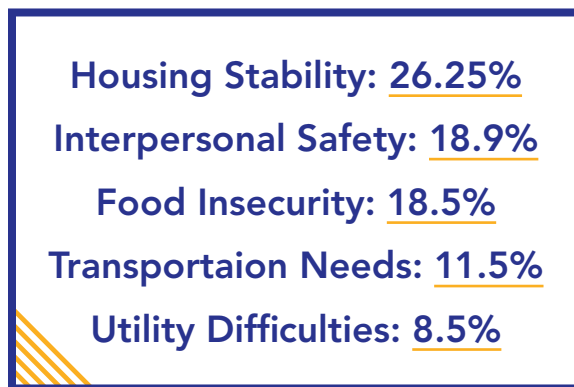 Housing Stability: 26.25%
Interpersonal Safety: 18.9%
Food Insecurity: 18.5%
Transportaion Needs: 11.5%
Utility Difficulties: 8.5%